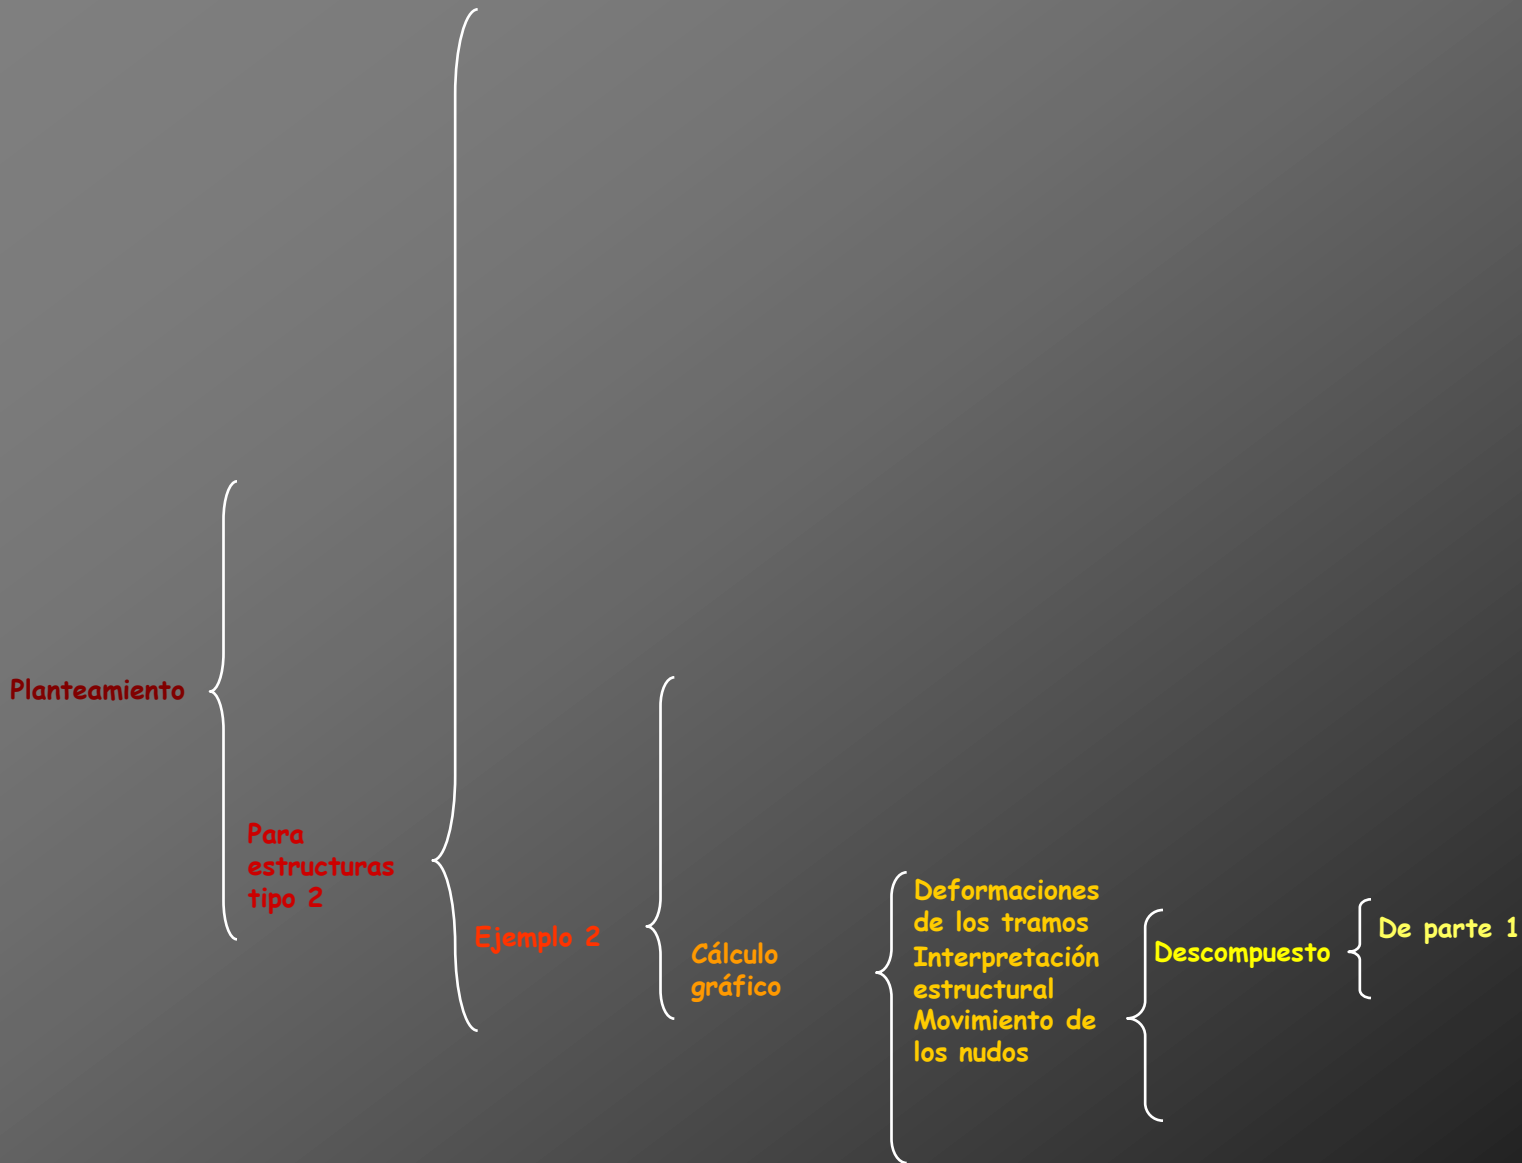 Planteamiento
Para
estructuras
tipo 2
Ejemplo 2
Cálculo
gráfico
Deformaciones
de los tramos
Interpretación
estructural
Movimiento de
los nudos
Descompuesto
De parte 1